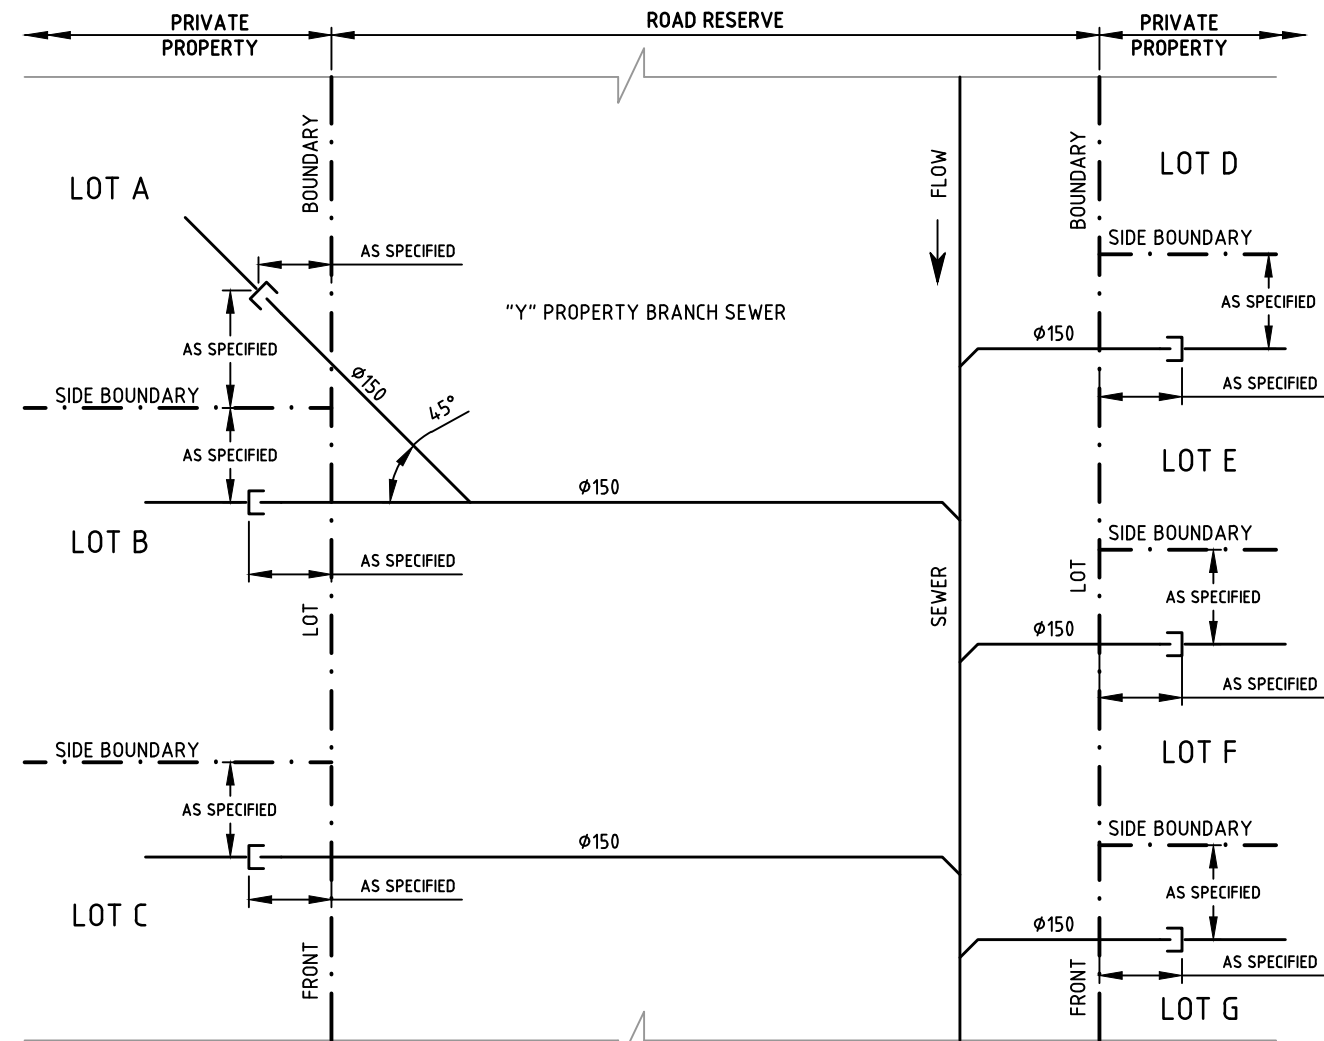 PRIVATE
PROPERTY
ROAD RESERVE
PRIVATE
PROPERTY
LOT A
BOUNDARY
FLOW
BOUNDARY
LOT D
SIDE BOUNDARY
AS SPECIFIED
AS SPECIFIED
"Y" PROPERTY BRANCH SEWER
Ø150
AS SPECIFIED
Ø150
AS SPECIFIED
SIDE BOUNDARY
45°
AS SPECIFIED
LOT E
Ø150
LOT B
AS SPECIFIED
SIDE BOUNDARY
LOT
SEWER
LOT
AS SPECIFIED
Ø150
AS SPECIFIED
SIDE BOUNDARY
LOT F
AS SPECIFIED
SIDE BOUNDARY
Ø150
AS SPECIFIED
AS SPECIFIED
LOT C
Ø150
FRONT
FRONT
AS SPECIFIED
LOT G